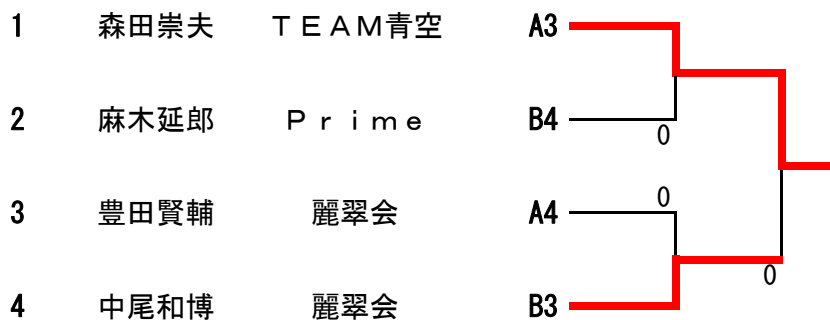 1 森田崇夫 ＴＥＡＭ青空 A3
2 麻木延郎 Ｐｒｉｍｅ B4
0
0
3 豊田賢輔 麗翠会 A4
0
4 中尾和博 麗翠会 B3